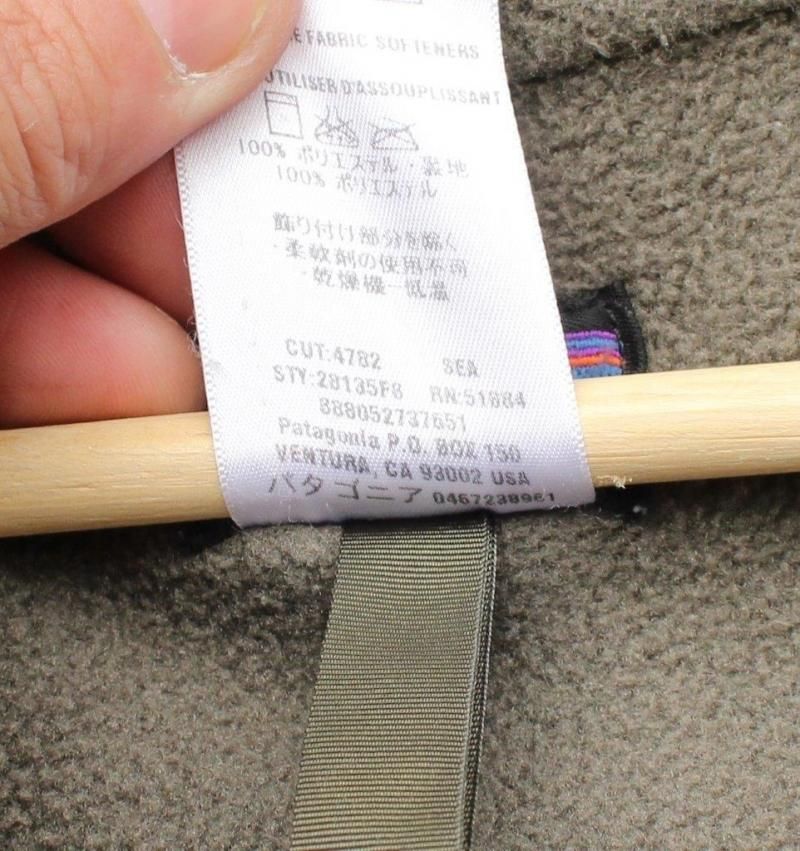 FABRIC SOFTENERS
UTILISER D'ASSOUPLISSANT
100% ポリエステル・裏地
100% ポリエステル
飾り付け部分を除く
・柔軟剤の使用不可
・乾燥機－低温
CUT:4782 SEA
STY:28135F8 RN:51884
888052737651
Patagonia P.O. BOX 150
VENTURA, CA 93002 USA
パタゴニア 0467238961